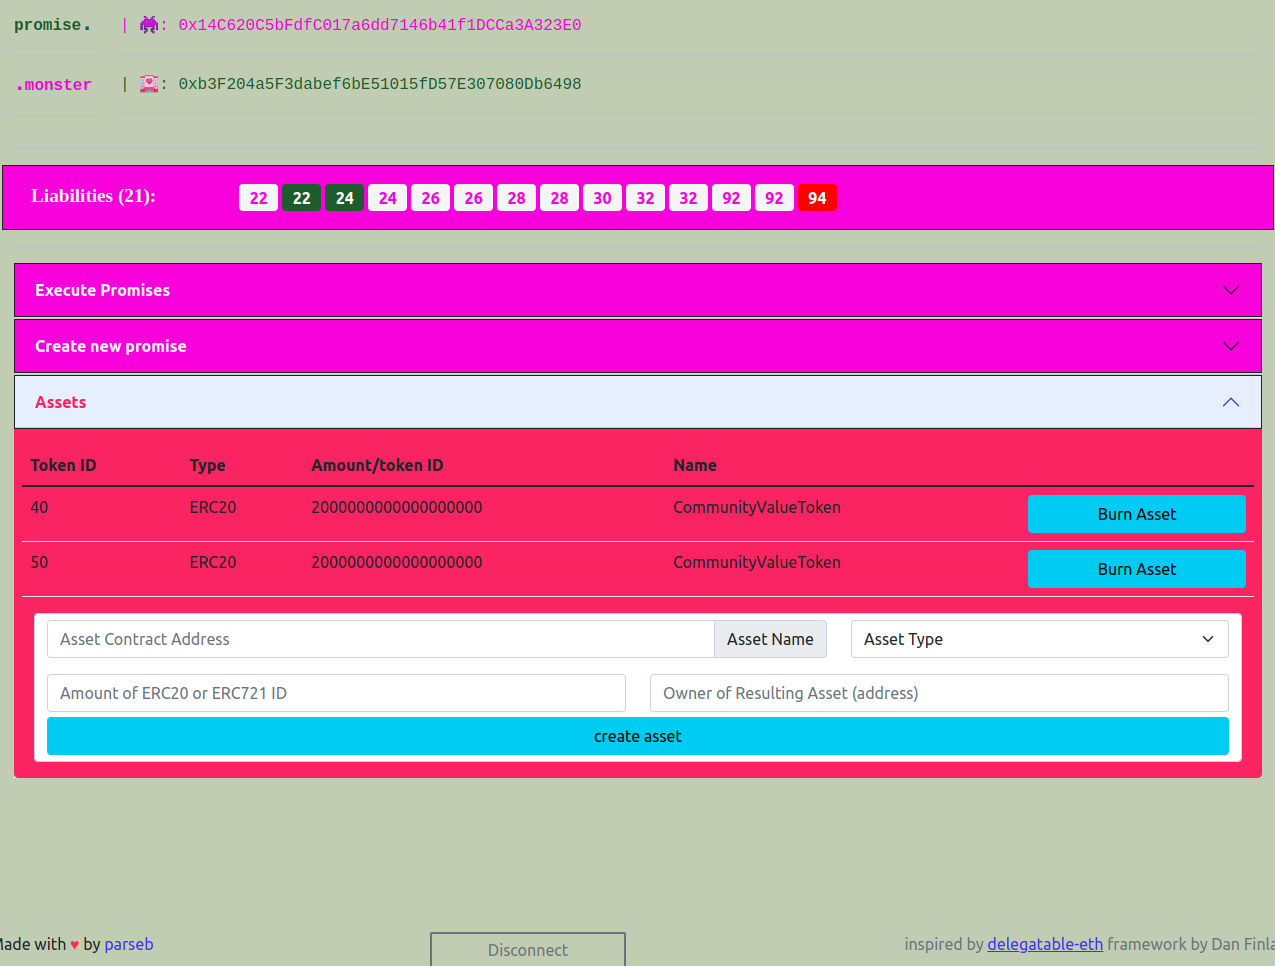 promise. | 👾: 0x14C620C5bFdfC017a6dd7146b41f1DCCa3A323E0
.monster | 🏩: 0xb3F204a5F3dabef6bE51015fD57E307080Db6498
Liabilities (21): 22 22 24 24 26 26 28 28 30 32 32 92 92 94
Execute Promises
Create new promise
Assets
Token ID Type Amount/token ID Name
40 ERC20 2000000000000000000 CommunityValueToken Burn Asset
50 ERC20 2000000000000000000 CommunityValueToken Burn Asset
Asset Contract Address Asset Name Asset Type
Amount of ERC20 or ERC721 ID Owner of Resulting Asset (address)
create asset
Made with ♥ by parseb Disconnect inspired by delegatable-eth framework by Dan Finla